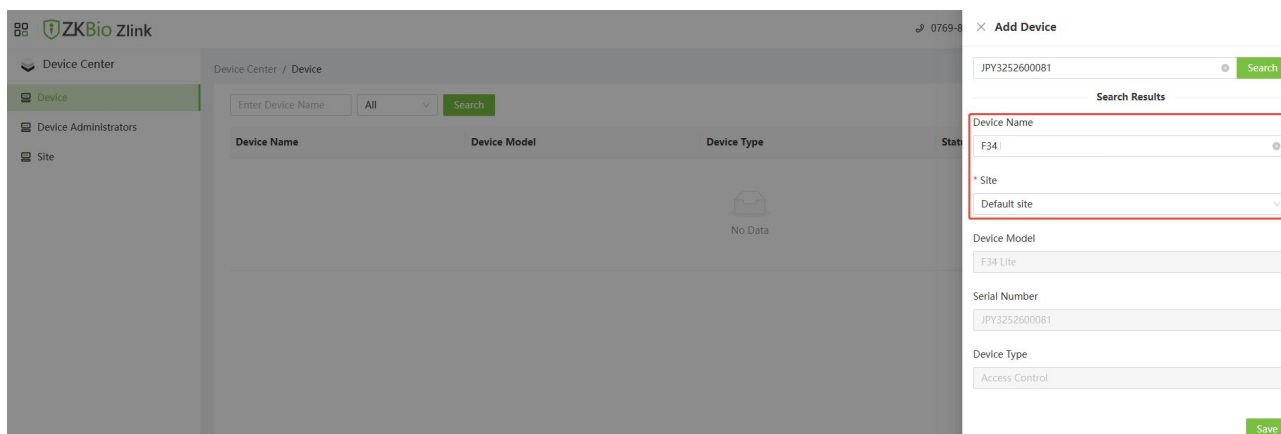 ZKBio Zlink
0769-8
Device Center
Device
Device Administrators
Site
Device Center / Device
Enter Device Name
All
Search
Device Name
Device Model
Device Type
Stat
No Data
Add Device
JPY3252600081
Search
Search Results
Device Name
F34
* Site
Default site
Device Model
F34 Lite
Serial Number
JPY3252600081
Device Type
Access Control
Save